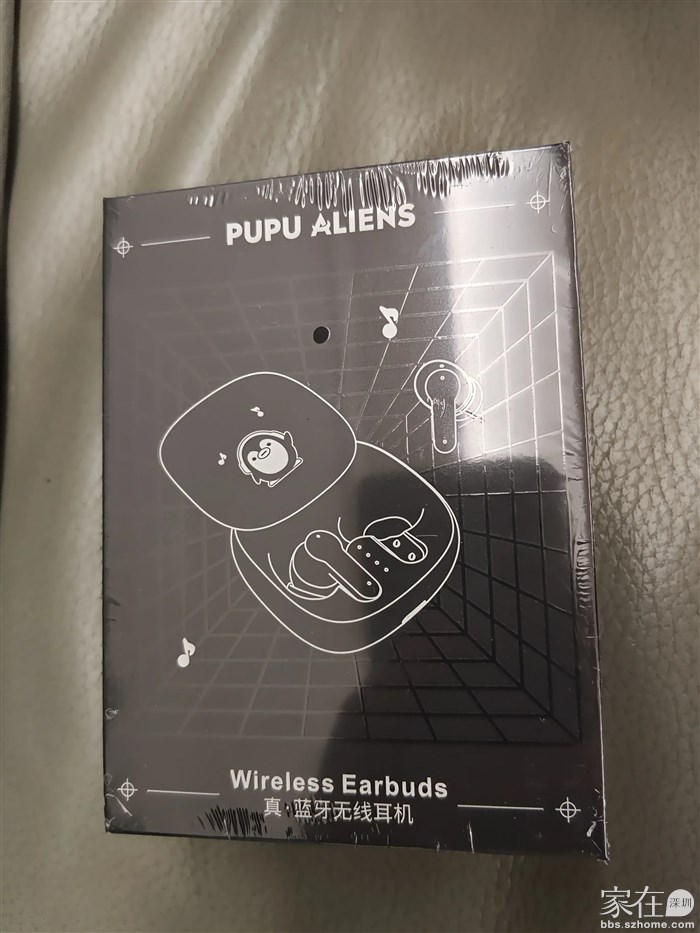 PUPU ALIENS
Wireless Earbuds
真·蓝牙无线耳机
家在深圳
bbs.szhome.com